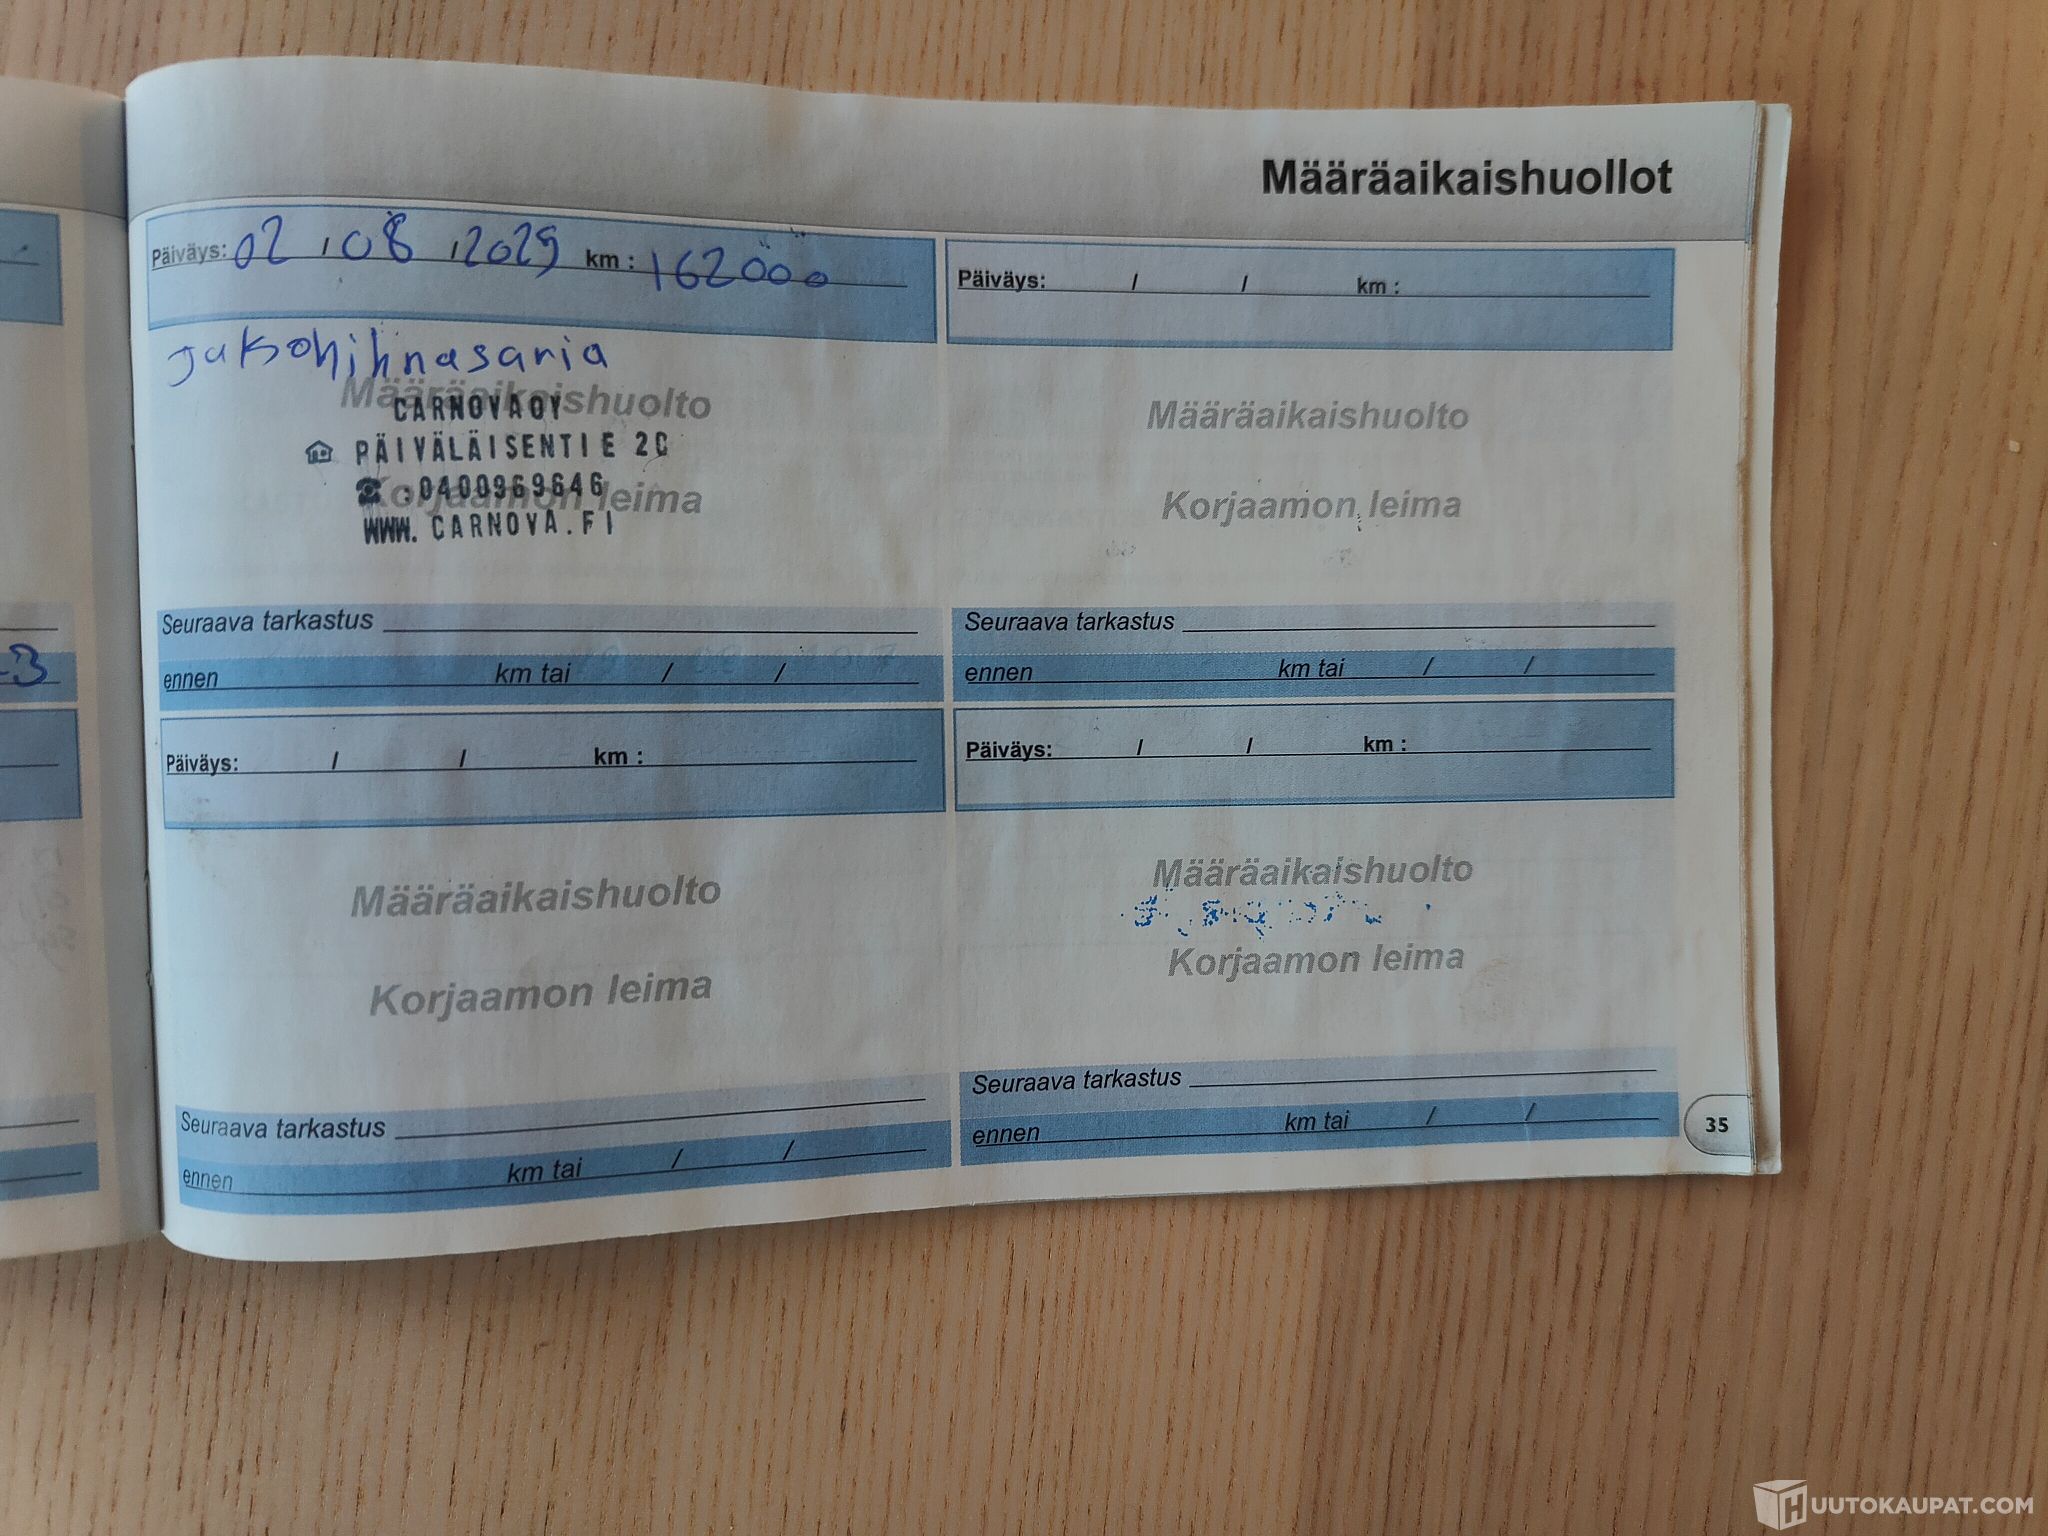 Määräaikaishuollot
Päiväys: 02 / 08 / 2025 km : 162000
Jakohihnasarja
Määräaikaishuolto
CARNOVA OY
PÄIVÄLÄISENTIE 2C
Korjaamon leima
☎ :0400969646
WWW. CARNOVA.FI
Seuraava tarkastus
ennen km tai / /
Päiväys: / / km :
Määräaikaishuolto
Korjaamon leima
Seuraava tarkastus
ennen km tai / /
Päiväys: / / km :
Määräaikaishuolto
Korjaamon leima
Seuraava tarkastus
ennen km tai / /
Päiväys: / / km :
Määräaikaishuolto
Korjaamon leima
Seuraava tarkastus
ennen km tai / /
35
HUUTOKAUPAT.COM